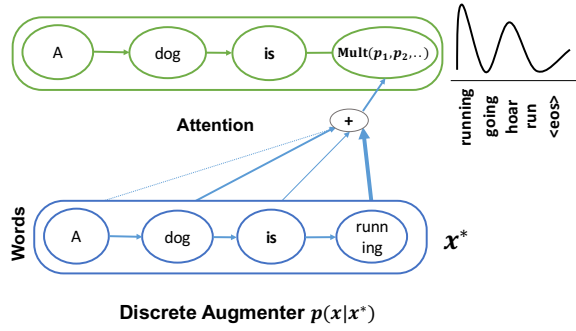 A dog is Mult(p₁,p₂,..)
running
going
hoar
run
<eos>
Attention
+
Words
A dog is runn
ing
x*
Discrete Augmenter p(x|x*)